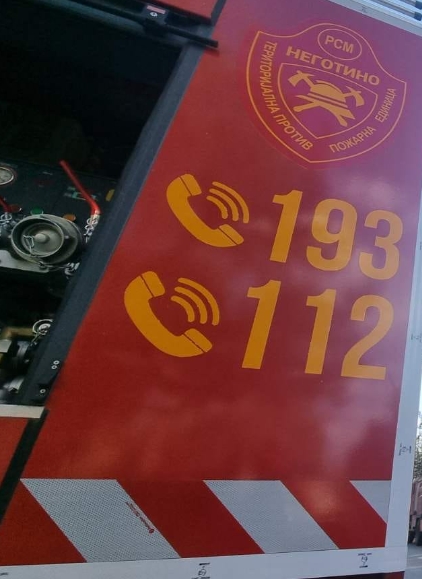 РСМ
НЕГОТИНО
ТЕРИТОРИЈАЛНА ПРОТИВ ПОЖАРНА ЕДИНИЦА
193
112